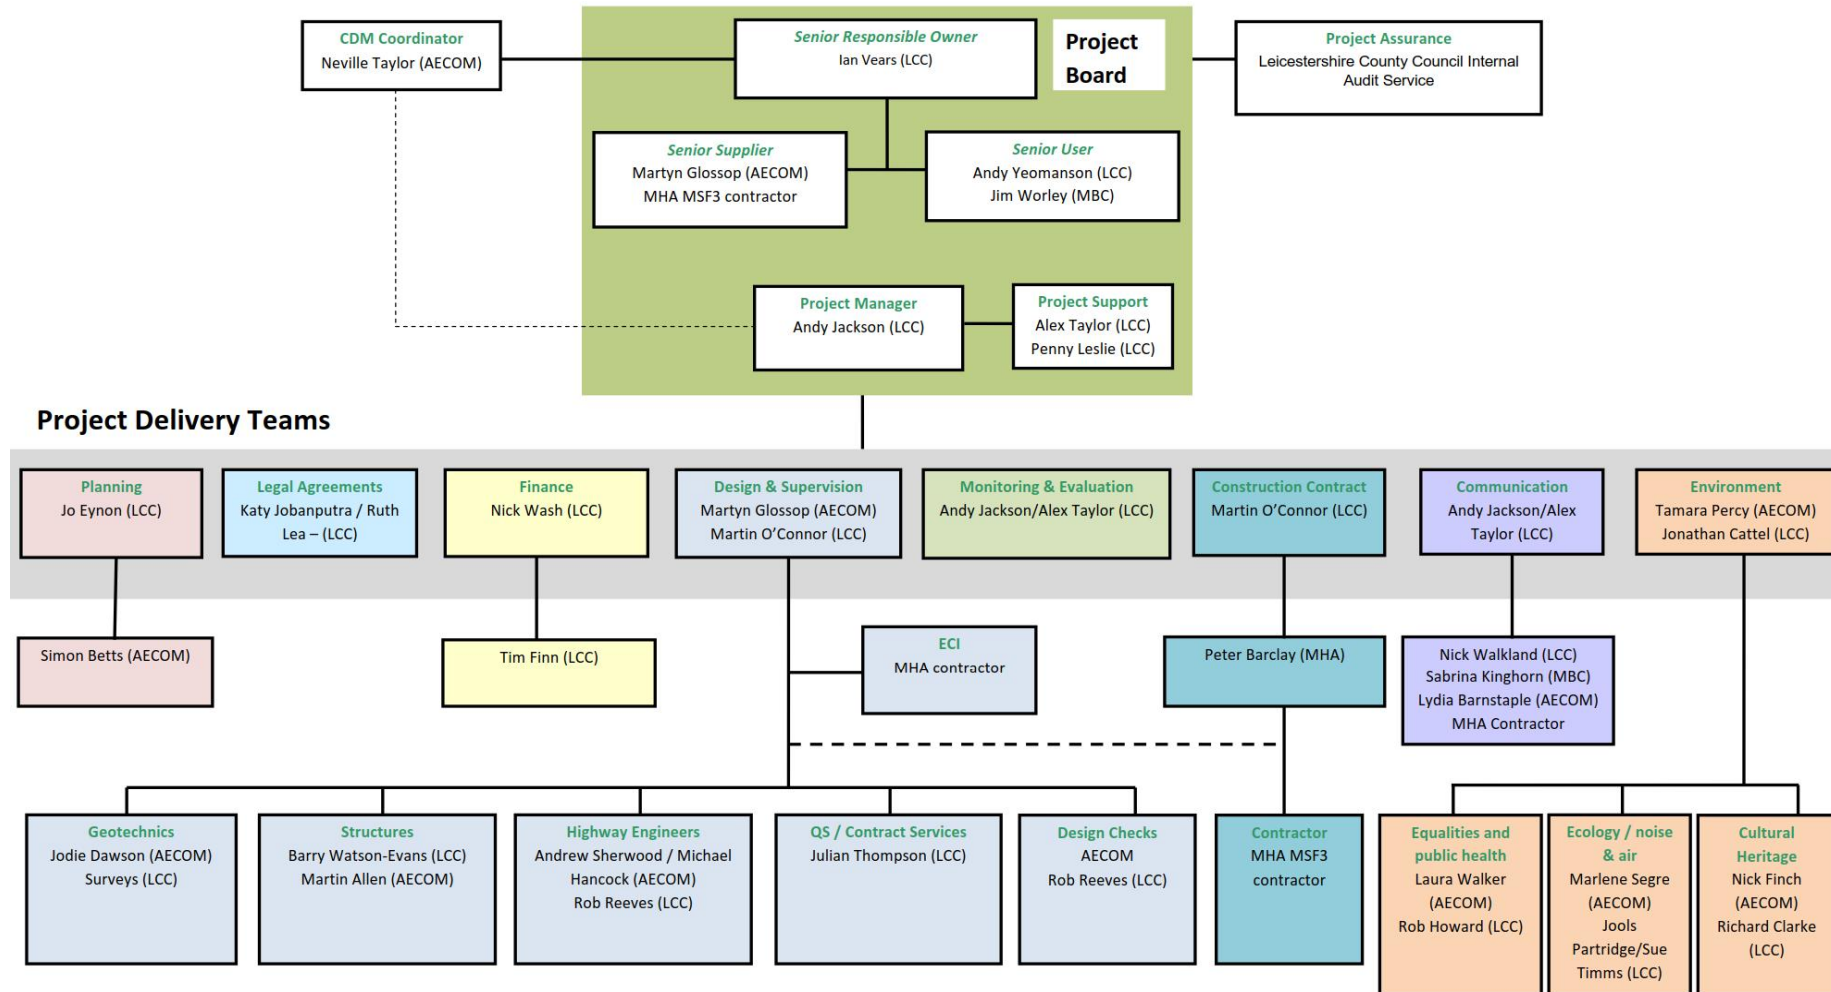 CDM Coordinator
Neville Taylor (AECOM)
Senior Responsible Owner
Ian Vears (LCC)
Project
Board
Project Assurance
Leicestershire County Council Internal
Audit Service
Senior Supplier
Martyn Glossop (AECOM)
MHA MSF3 contractor
Senior User
Andy Yeomanson (LCC)
Jim Worley (MBC)
Project Manager
Andy Jackson (LCC)
Project Support
Alex Taylor (LCC)
Penny Leslie (LCC)
Project Delivery Teams
Planning
Jo Eynon (LCC)
Legal Agreements
Katy Jobanputra / Ruth
Lea – (LCC)
Finance
Nick Wash (LCC)
Design & Supervision
Martyn Glossop (AECOM)
Martin O’Connor (LCC)
Monitoring & Evaluation
Andy Jackson/Alex Taylor (LCC)
Construction Contract
Martin O’Connor (LCC)
Communication
Andy Jackson/Alex
Taylor (LCC)
Environment
Tamara Percy (AECOM)
Jonathan Cattel (LCC)
Simon Betts (AECOM)
Tim Finn (LCC)
ECI
MHA contractor
Peter Barclay (MHA)
Nick Walkland (LCC)
Sabrina Kinghorn (MBC)
Lydia Barnstaple (AECOM)
MHA Contractor
Geotechnics
Jodie Dawson (AECOM)
Surveys (LCC)
Structures
Barry Watson-Evans (LCC)
Martin Allen (AECOM)
Highway Engineers
Andrew Sherwood / Michael
Hancock (AECOM)
Rob Reeves (LCC)
QS / Contract Services
Julian Thompson (LCC)
Design Checks
AECOM
Rob Reeves (LCC)
Contractor
MHA MSF3
contractor
Equalities and
public health
Laura Walker
(AECOM)
Rob Howard (LCC)
Ecology / noise
& air
Marlene Segre
(AECOM)
Jools
Partridge/Sue
Timms (LCC)
Cultural
Heritage
Nick Finch
(AECOM)
Richard Clarke
(LCC)